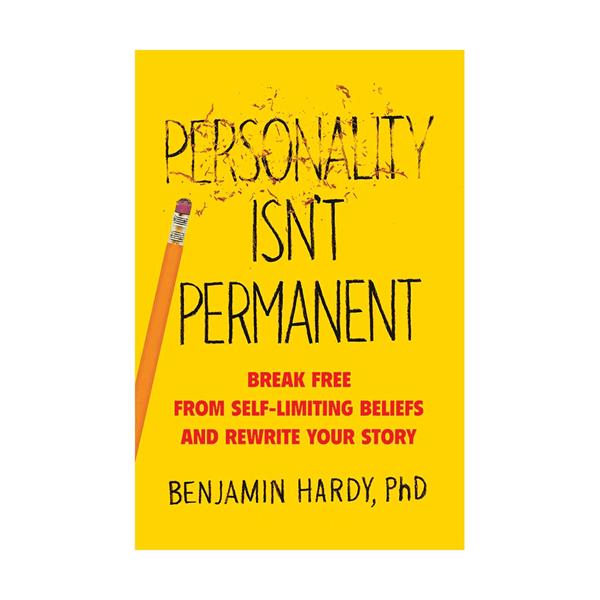 PERSONALITY
ISN'T
PERMANENT
BREAK FREE
FROM SELF-LIMITING BELIEFS
AND REWRITE YOUR STORY
BENJAMIN HARDY, PhD